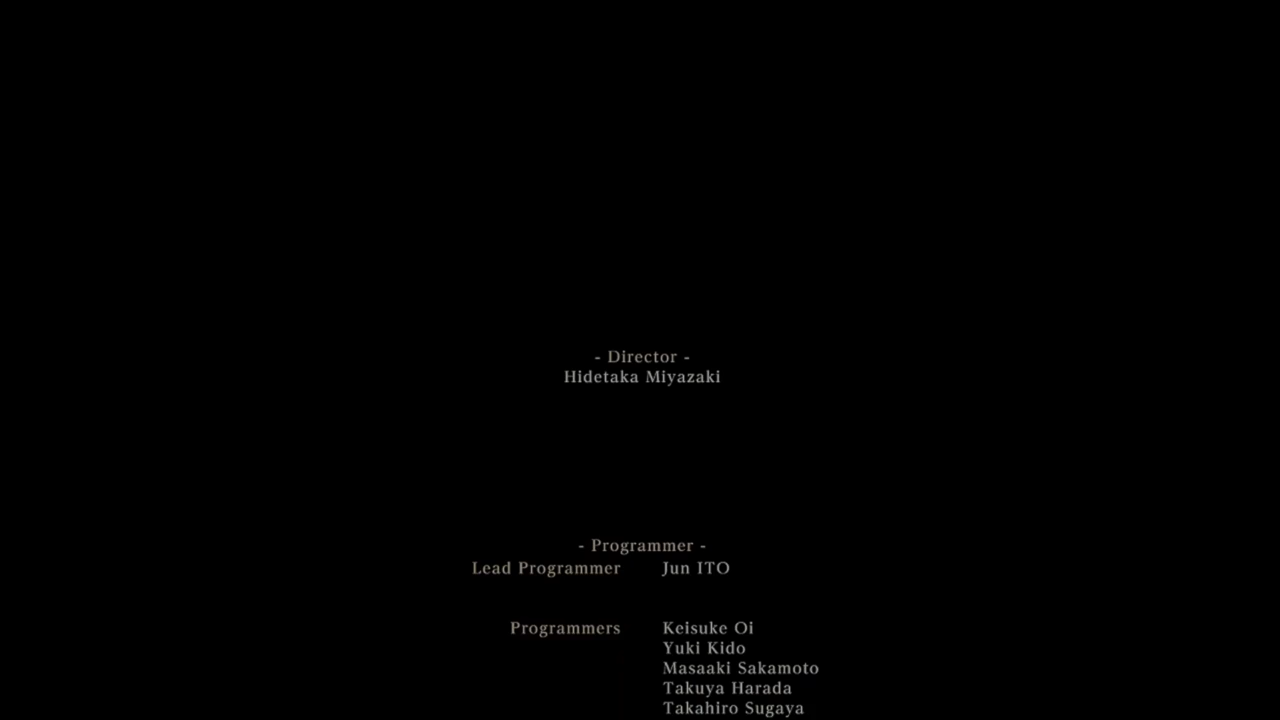 - Director -
Hidetaka Miyazaki
- Programmer -
Lead Programmer Jun ITO
Programmers Keisuke Oi
Yuki Kido
Masaaki Sakamoto
Takuya Harada
Takahiro Sugaya